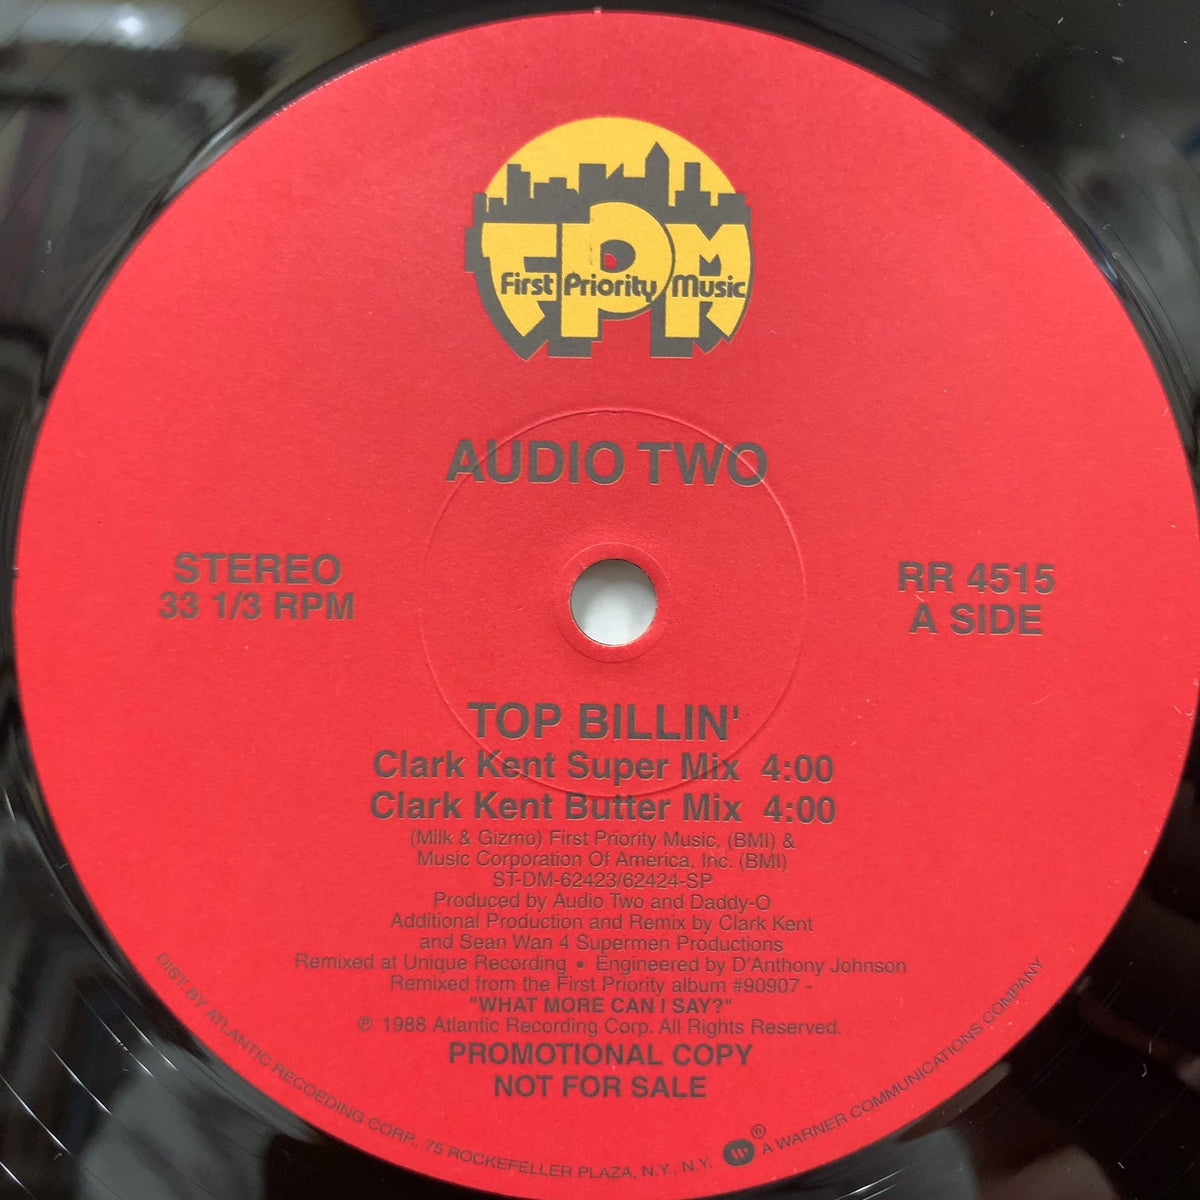 FPM
First Priority Music
AUDIO TWO
STEREO
33 1/3 RPM
RR 4515
A SIDE
TOP BILLIN'
Clark Kent Super Mix 4:00
Clark Kent Butter Mix 4:00
(Milk & Gizmo) First Priority Music, (BMI) &
Music Corporation Of America, Inc. (BMI)
ST-DM-62423/62424-SP
Produced by Audio Two and Daddy-O
Additional Production and Remix by Clark Kent
and Sean Wan 4 Supermen Productions
Remixed at Unique Recording • Engineered by D'Anthony Johnson
Remixed from the First Priority album #90907 -
"WHAT MORE CAN I SAY?"
℗ 1988 Atlantic Recording Corp. All Rights Reserved.
PROMOTIONAL COPY
NOT FOR SALE
DIST BY ATLANTIC RECOEDING CORP, 75 ROCKEFELLER PLAZA, N.Y., N.Y. W ® A WARNER COMMUNICATIONS COMPANY